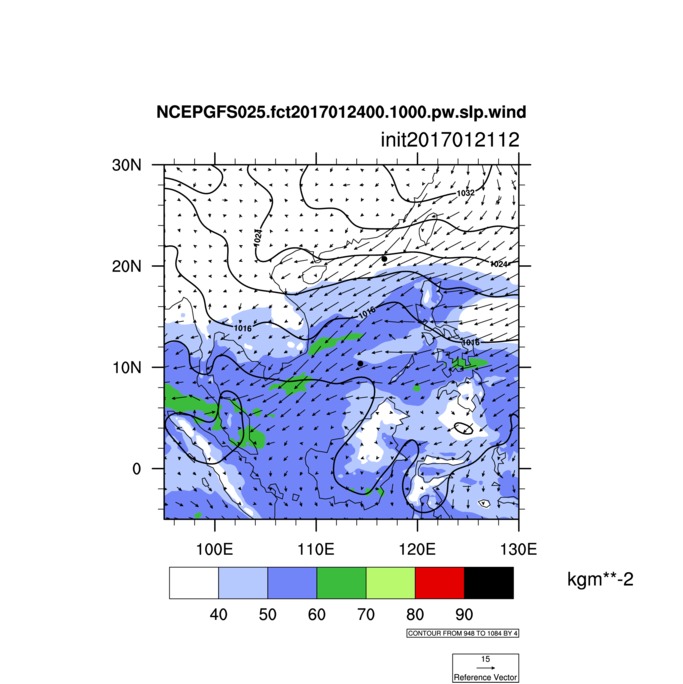 NCEPGFS025.fct2017012400.1000.pw.slp.wind
init2017012112
30N
1032
1024
20N
1024
1016
1016
1016
10N
0
100E 110E 120E 130E
kgm**-2
40 50 60 70 80 90
CONTOUR FROM 948 TO 1084 BY 4
15
Reference Vector